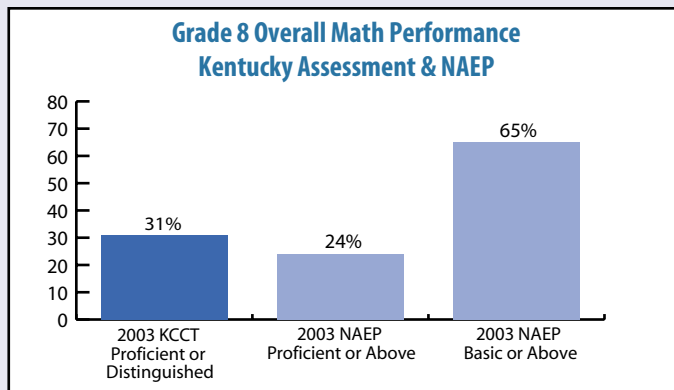 Grade 8 Overall Math Performance
Kentucky Assessment & NAEP
80
70
60
50
40
30
20
10
0
31%
24%
65%
2003 KCCT
Proficient or
Distinguished
2003 NAEP
Proficient or Above
2003 NAEP
Basic or Above